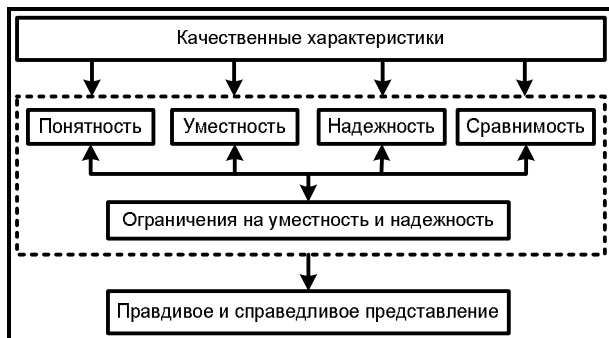 Качественные характеристики
Понятность
Уместность
Надежность
Сравнимость
Ограничения на уместность и надежность
Правдивое и справедливое представление